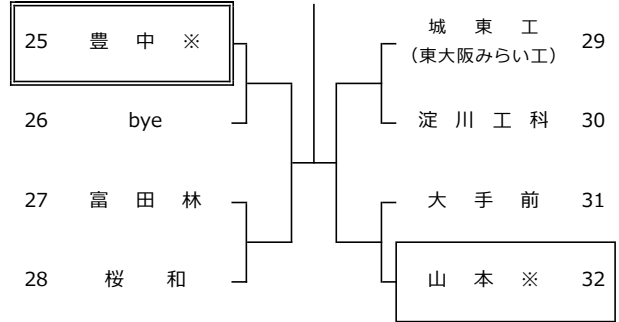 25 豊 中 ※
26 bye
27 富 田 林
28 桜 和
城 東 工
(東大阪みらい工) 29
淀 川 工 科 30
大 手 前 31
山 本 ※ 32